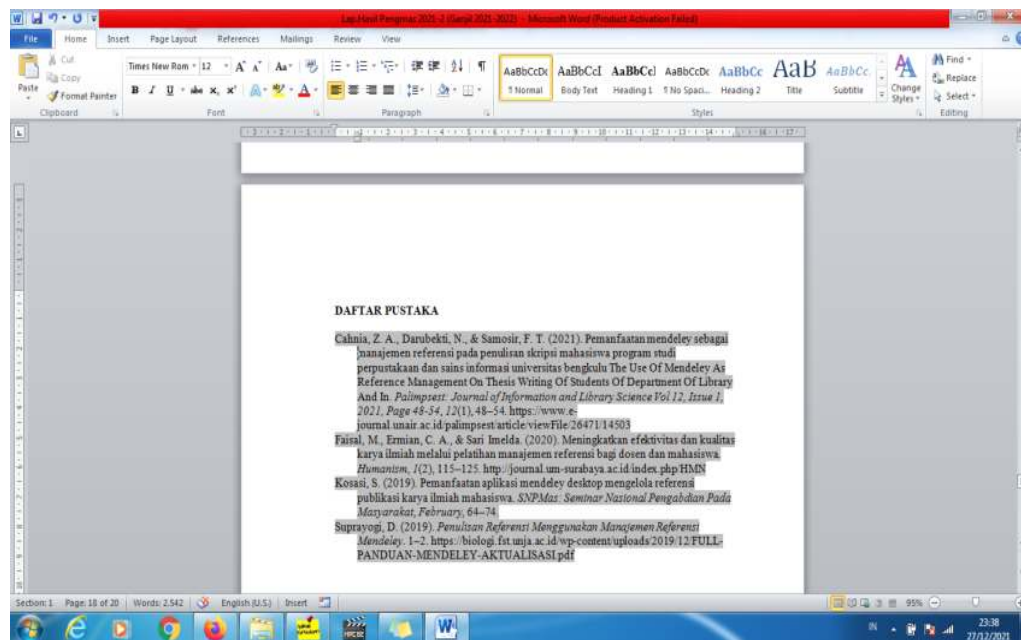 Lap.Hasil Pengmas 2021-2 (Ganjil 2021-2022) - Microsoft Word (Product Activation Failed)
File Home Insert Page Layout References Mailings Review View
Cut
Copy
Format Painter
Paste
Clipboard
Times New Rom 12
Font
Paragraph
AaBbCcDc AaBbCcI AaBbCcI AaBbCcDc AaBbCc AaB AaBbCc.
¶ Normal Body Text Heading 1 ¶ No Spaci... Heading 2 Title Subtitle
Change Styles
Styles
Find
Replace
Select
Editing
DAFTAR PUSTAKA
Cahnia, Z. A., Darubekti, N., & Samosir, F. T. (2021). Pemanfaatan mendeley sebagai
manajemen referensi pada penulisan skripsi mahasiswa program studi
perpustakaan dan sains informasi universitas bengkulu The Use Of Mendeley As
Reference Management On Thesis Writing Of Students Of Department Of Library
And In. Palimpsest: Journal of Information and Library Science Vol 12, Issue 1,
2021, Page 48-54, 12(1), 48–54. https://www.e-
journal.unair.ac.id/palimpsest/article/viewFile/26471/14503
Faisal, M., Ermian, C. A., & Sari Imelda. (2020). Meningkatkan efektivitas dan kualitas
karya ilmiah melalui pelatihan manajemen referensi bagi dosen dan mahasiswa.
Humanism, 1(2), 115–125. http://journal.um-surabaya.ac.id/index.php/HMN
Kosasi, S. (2019). Pemanfaatan aplikasi mendeley desktop mengelola referensi
publikasi karya ilmiah mahasiswa. SNPMas: Seminar Nasional Pengabdian Pada
Masyarakat, February, 64–74.
Suprayogi, D. (2019). Penulisan Referensi Menggunakan Manajemen Referensi
Mendeley. 1–2. https://biologi.fst.unja.ac.id/wp-content/uploads/2019/12/FULL-
PANDUAN-MENDELEY-AKTUALISASI.pdf
Section: 1 Page: 18 of 20 Words: 2.542 English (U.S.) Insert 95%
IN 23:38
27/12/2021